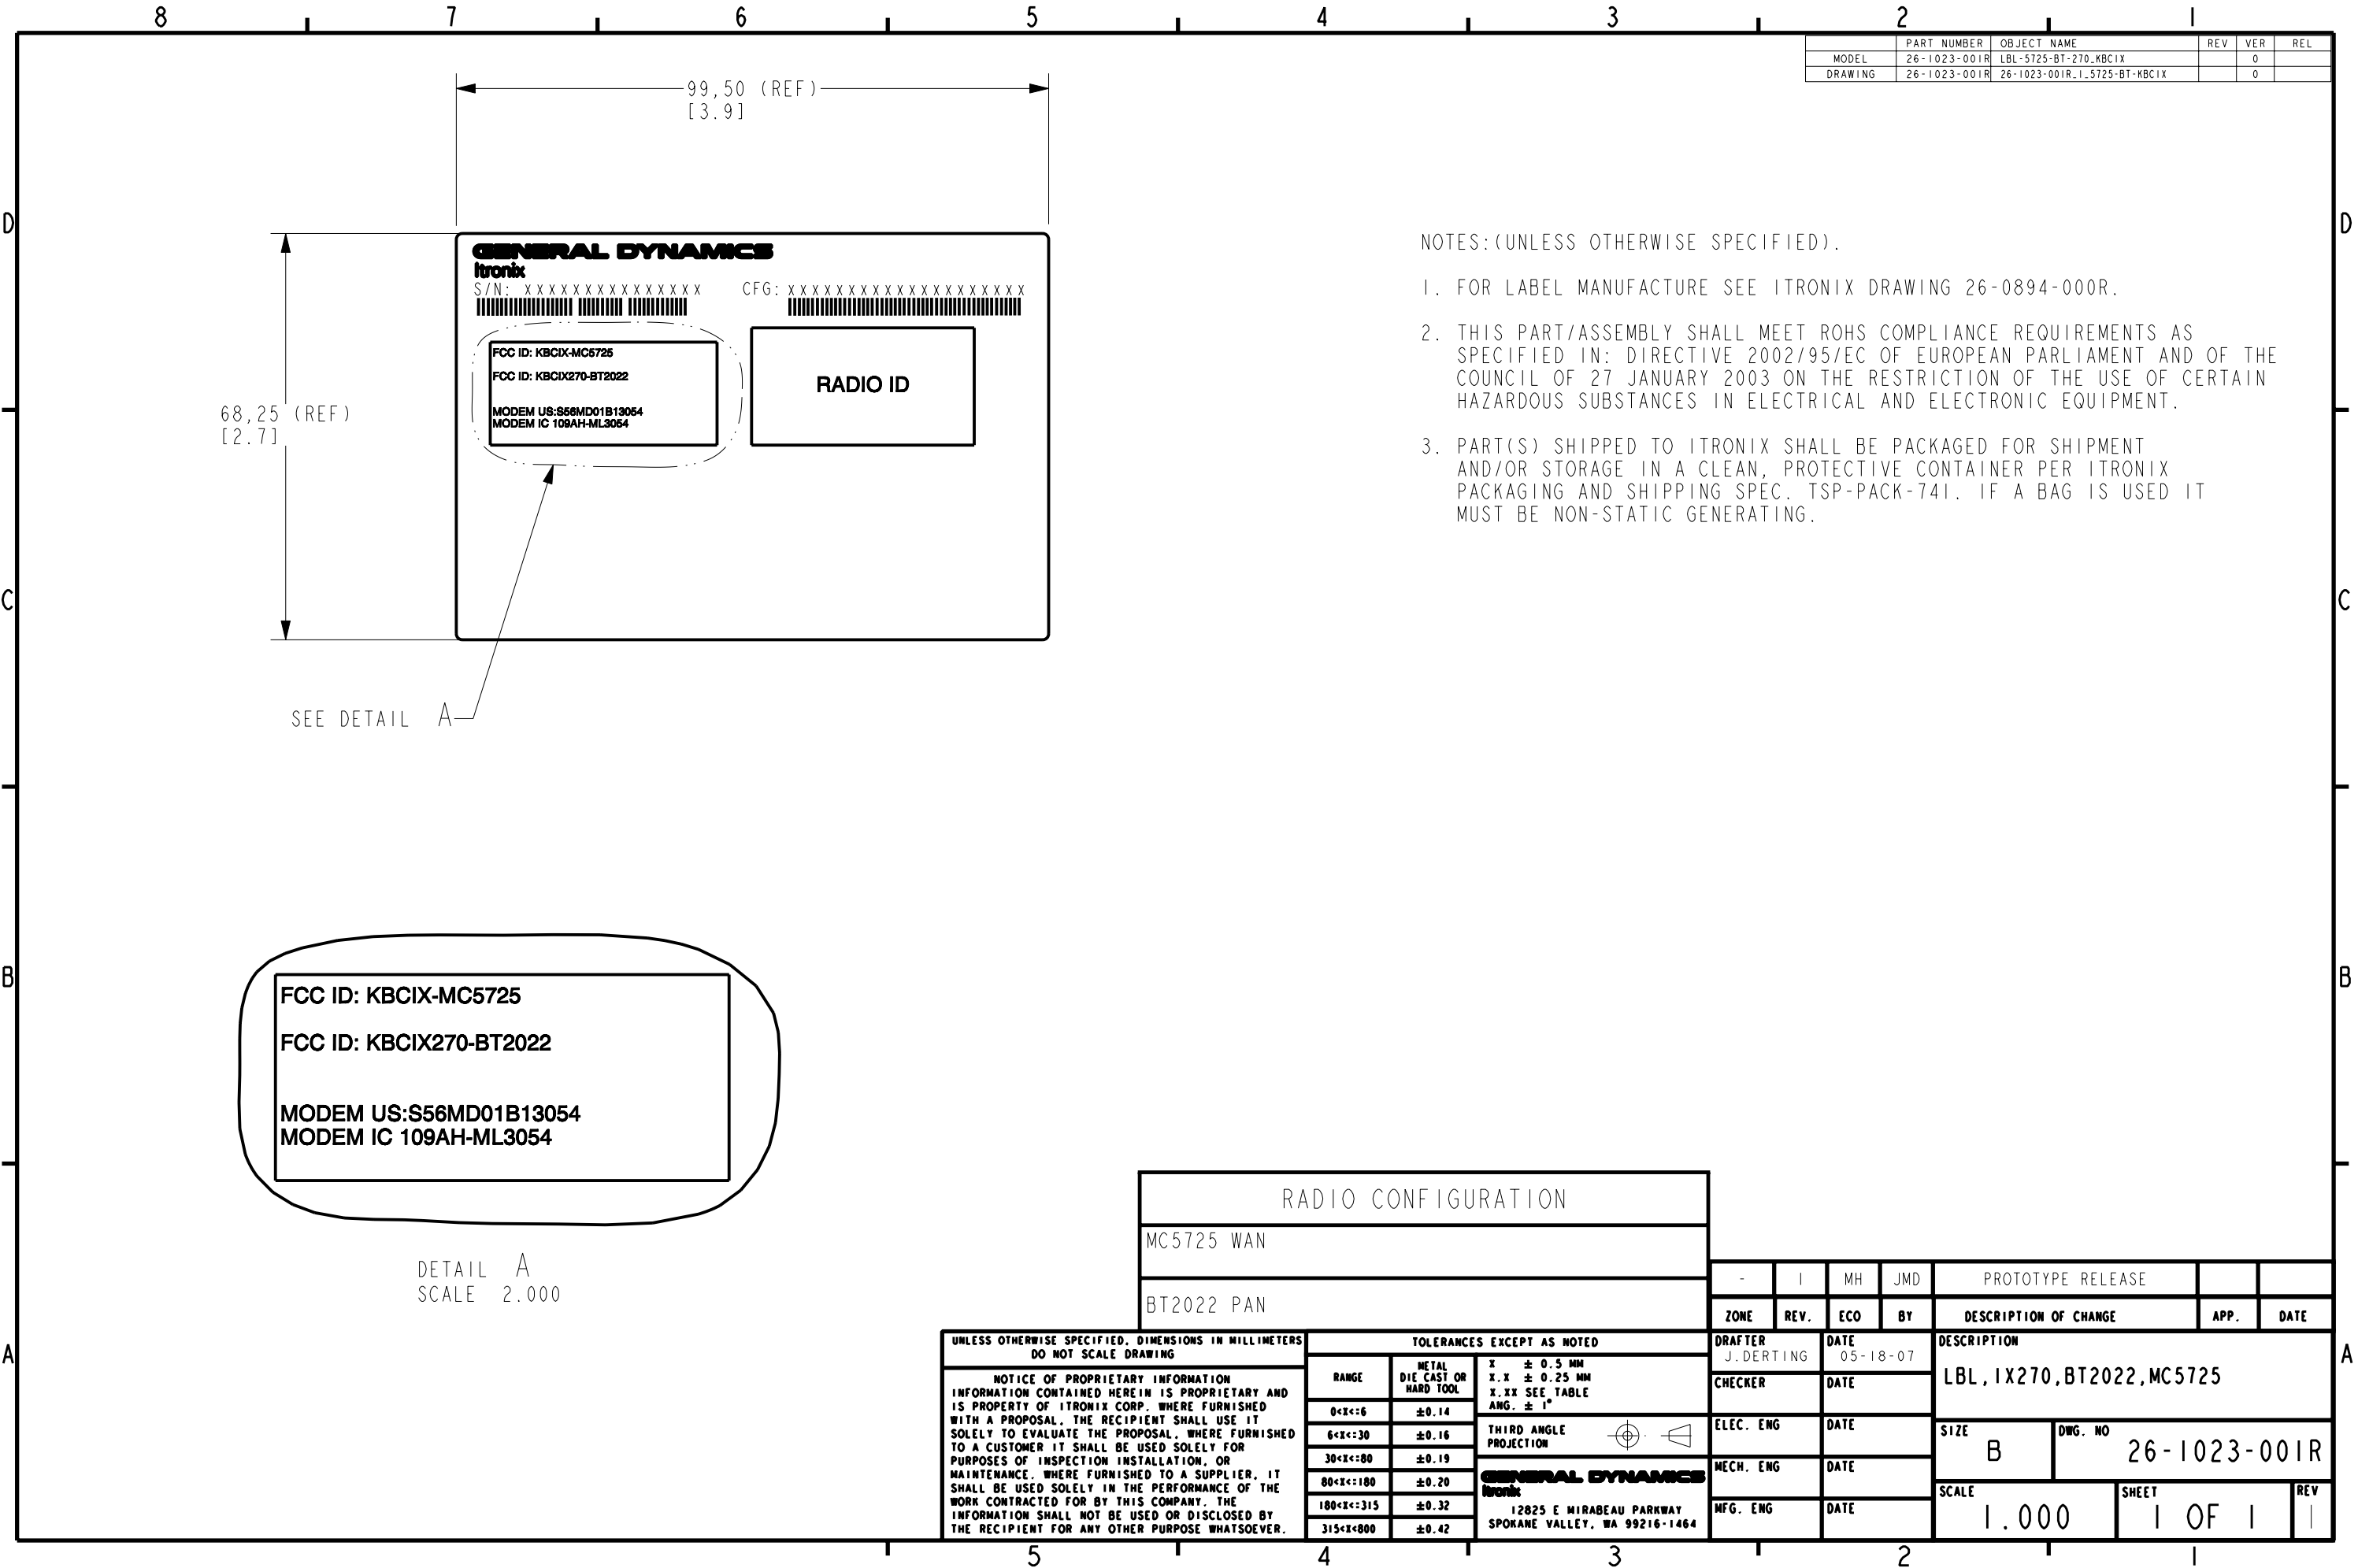 8 7 6 5 4 3 2 1
PART NUMBER OBJECT NAME REV VER REL
MODEL 26-1023-001R LBL-5725-BT-270_KBCIX 0
DRAWING 26-1023-001R 26-1023-001R_1_5725-BT-KBCIX 0
99,50 (REF)
[3.9]
D D
GENERAL DYNAMICS
Itronix
S/N: XXXXXXXXXXXXXXX CFG: XXXXXXXXXXXXXXXXXXXX
FCC ID: KBCIX-MC5725
FCC ID: KBCIX270-BT2022
MODEM US:S56MD01B13054
MODEM IC 109AH-ML3054
RADIO ID
68,25 (REF)
[2.7]
SEE DETAIL A
NOTES:(UNLESS OTHERWISE SPECIFIED).
1. FOR LABEL MANUFACTURE SEE ITRONIX DRAWING 26-0894-000R.
2. THIS PART/ASSEMBLY SHALL MEET ROHS COMPLIANCE REQUIREMENTS AS
SPECIFIED IN: DIRECTIVE 2002/95/EC OF EUROPEAN PARLIAMENT AND OF THE
COUNCIL OF 27 JANUARY 2003 ON THE RESTRICTION OF THE USE OF CERTAIN
HAZARDOUS SUBSTANCES IN ELECTRICAL AND ELECTRONIC EQUIPMENT.
3. PART(S) SHIPPED TO ITRONIX SHALL BE PACKAGED FOR SHIPMENT
AND/OR STORAGE IN A CLEAN, PROTECTIVE CONTAINER PER ITRONIX
PACKAGING AND SHIPPING SPEC. TSP-PACK-741. IF A BAG IS USED IT
MUST BE NON-STATIC GENERATING.
C C
B B
FCC ID: KBCIX-MC5725
FCC ID: KBCIX270-BT2022
MODEM US:S56MD01B13054
MODEM IC 109AH-ML3054
DETAIL A
SCALE 2.000
RADIO CONFIGURATION
MC5725 WAN
BT2022 PAN
- 1 MH JMD PROTOTYPE RELEASE
ZONE REV. ECO BY DESCRIPTION OF CHANGE APP. DATE
A A
UNLESS OTHERWISE SPECIFIED, DIMENSIONS IN MILLIMETERS
DO NOT SCALE DRAWING
NOTICE OF PROPRIETARY INFORMATION
INFORMATION CONTAINED HEREIN IS PROPRIETARY AND
IS PROPERTY OF ITRONIX CORP. WHERE FURNISHED
WITH A PROPOSAL, THE RECIPIENT SHALL USE IT
SOLELY TO EVALUATE THE PROPOSAL, WHERE FURNISHED
TO A CUSTOMER IT SHALL BE USED SOLELY FOR
PURPOSES OF INSPECTION INSTALLATION, OR
MAINTENANCE. WHERE FURNISHED TO A SUPPLIER, IT
SHALL BE USED SOLELY IN THE PERFORMANCE OF THE
WORK CONTRACTED FOR BY THIS COMPANY. THE
INFORMATION SHALL NOT BE USED OR DISCLOSED BY
THE RECIPIENT FOR ANY OTHER PURPOSE WHATSOEVER.
TOLERANCES EXCEPT AS NOTED
RANGE METAL
DIE CAST OR
HARD TOOL
0<X<=6 ±0.14
6<X<=30 ±0.16
30<X<=80 ±0.19
80<X<=180 ±0.20
180<X<=315 ±0.32
315<X<800 ±0.42
X ± 0.5 MM
X.X ± 0.25 MM
X.XX SEE TABLE
ANG. ± 1°
THIRD ANGLE
PROJECTION
GENERAL DYNAMICS
Itronix
12825 E MIRABEAU PARKWAY
SPOKANE VALLEY, WA 99216-1464
DRAFTER DATE
J.DERTING 05-18-07
CHECKER DATE
ELEC. ENG DATE
MECH. ENG DATE
MFG. ENG DATE
DESCRIPTION
LBL,IX270,BT2022,MC5725
SIZE DWG. NO
B 26-1023-001R
SCALE SHEET REV
1.000 1 OF 1 1
5 4 3 2 1